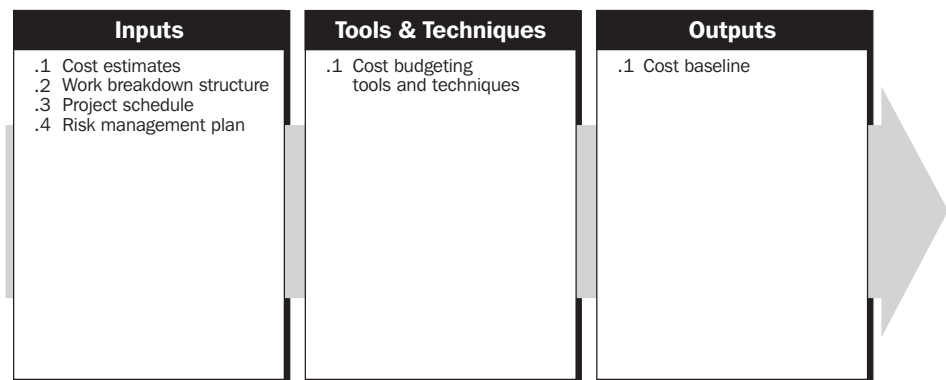 Inputs
.1 Cost estimates
.2 Work breakdown structure
.3 Project schedule
.4 Risk management plan
Tools & Techniques
.1 Cost budgeting
tools and techniques
Outputs
.1 Cost baseline